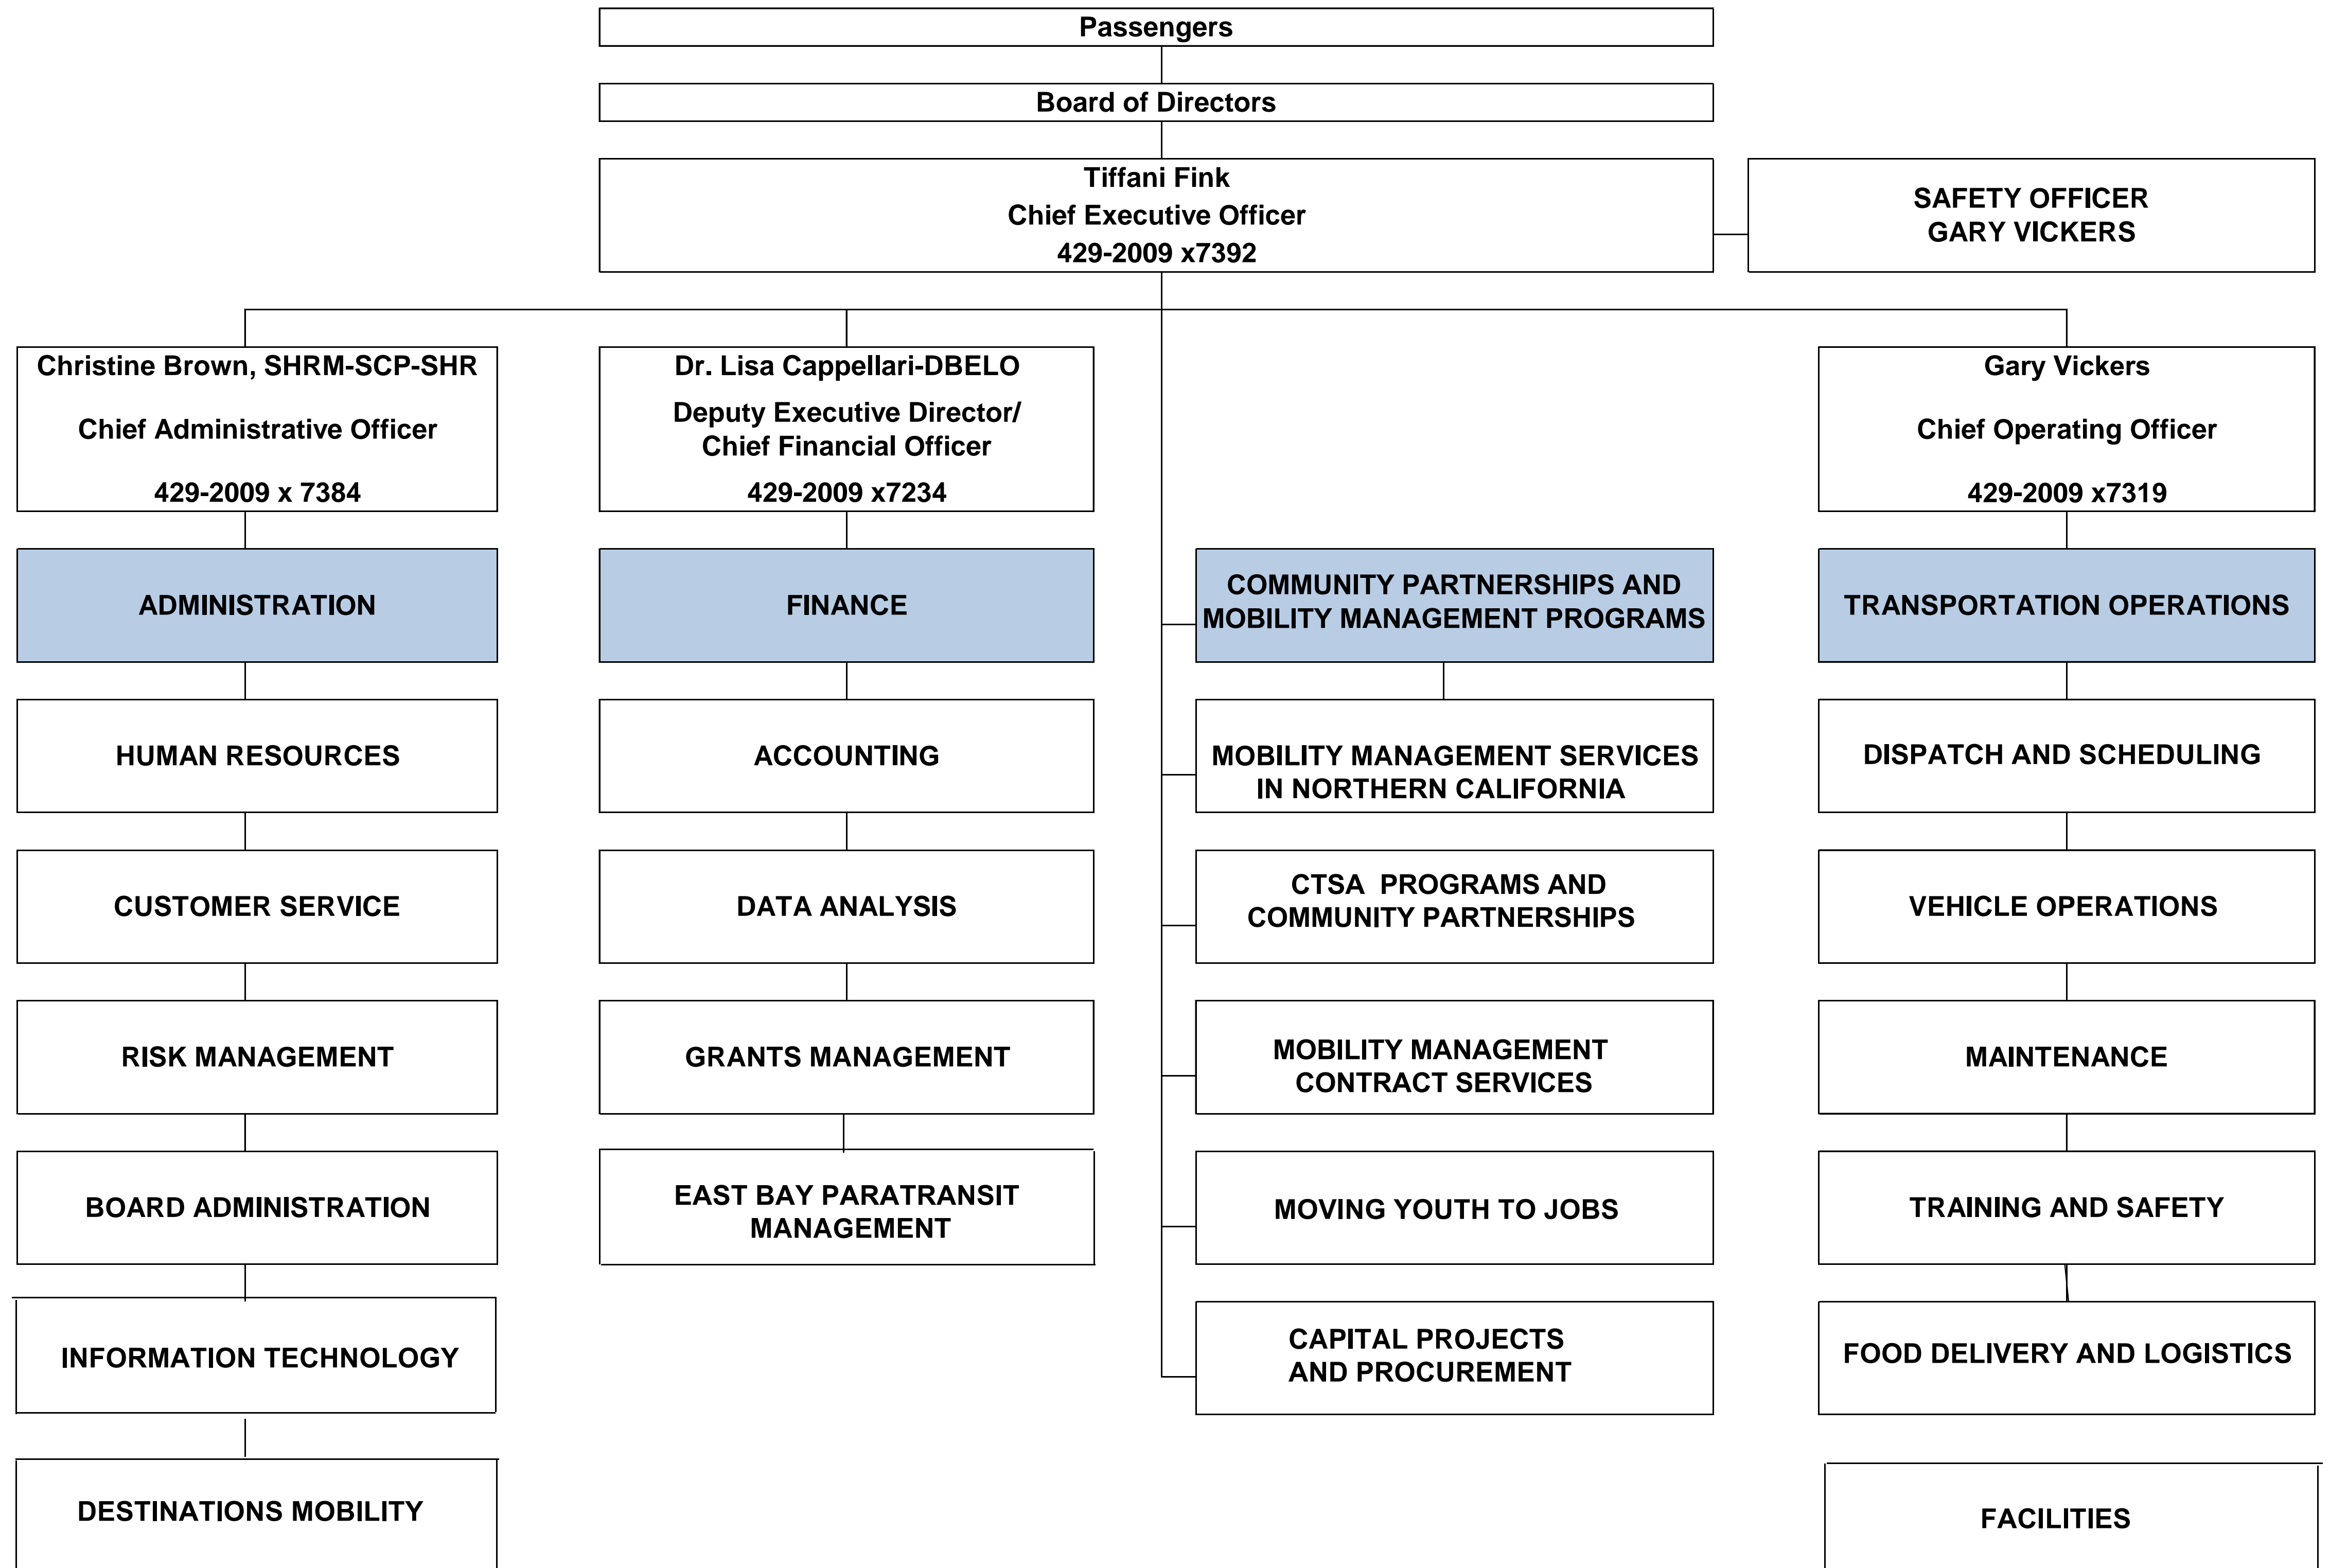 Passengers
Board of Directors
Tiffani Fink
Chief Executive Officer
429-2009 x7392
SAFETY OFFICER
GARY VICKERS
Christine Brown, SHRM-SCP-SHR
Chief Administrative Officer
429-2009 x 7384
Dr. Lisa Cappellari-DBELO
Deputy Executive Director/
Chief Financial Officer
429-2009 x7234
Gary Vickers
Chief Operating Officer
429-2009 x7319
ADMINISTRATION
FINANCE
COMMUNITY PARTNERSHIPS AND
MOBILITY MANAGEMENT PROGRAMS
TRANSPORTATION OPERATIONS
HUMAN RESOURCES
ACCOUNTING
MOBILITY MANAGEMENT SERVICES
IN NORTHERN CALIFORNIA
DISPATCH AND SCHEDULING
CUSTOMER SERVICE
DATA ANALYSIS
CTSA PROGRAMS AND
COMMUNITY PARTNERSHIPS
VEHICLE OPERATIONS
RISK MANAGEMENT
GRANTS MANAGEMENT
MOBILITY MANAGEMENT
CONTRACT SERVICES
MAINTENANCE
BOARD ADMINISTRATION
EAST BAY PARATRANSIT
MANAGEMENT
MOVING YOUTH TO JOBS
TRAINING AND SAFETY
INFORMATION TECHNOLOGY
CAPITAL PROJECTS
AND PROCUREMENT
FOOD DELIVERY AND LOGISTICS
DESTINATIONS MOBILITY
FACILITIES